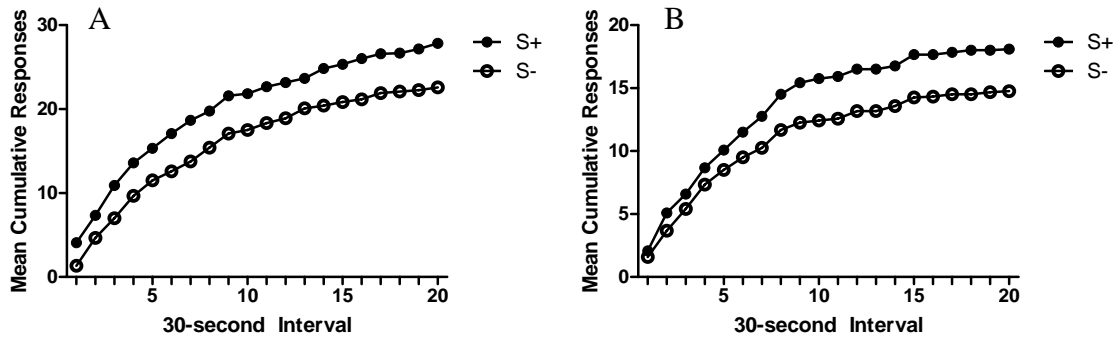 A
Mean Cumulative Responses
30
20
10
0
5 10 15 20
30-second Interval
S+
S-
B
Mean Cumulative Responses
20
15
10
5
0
5 10 15 20
30-second Interval
S+
S-